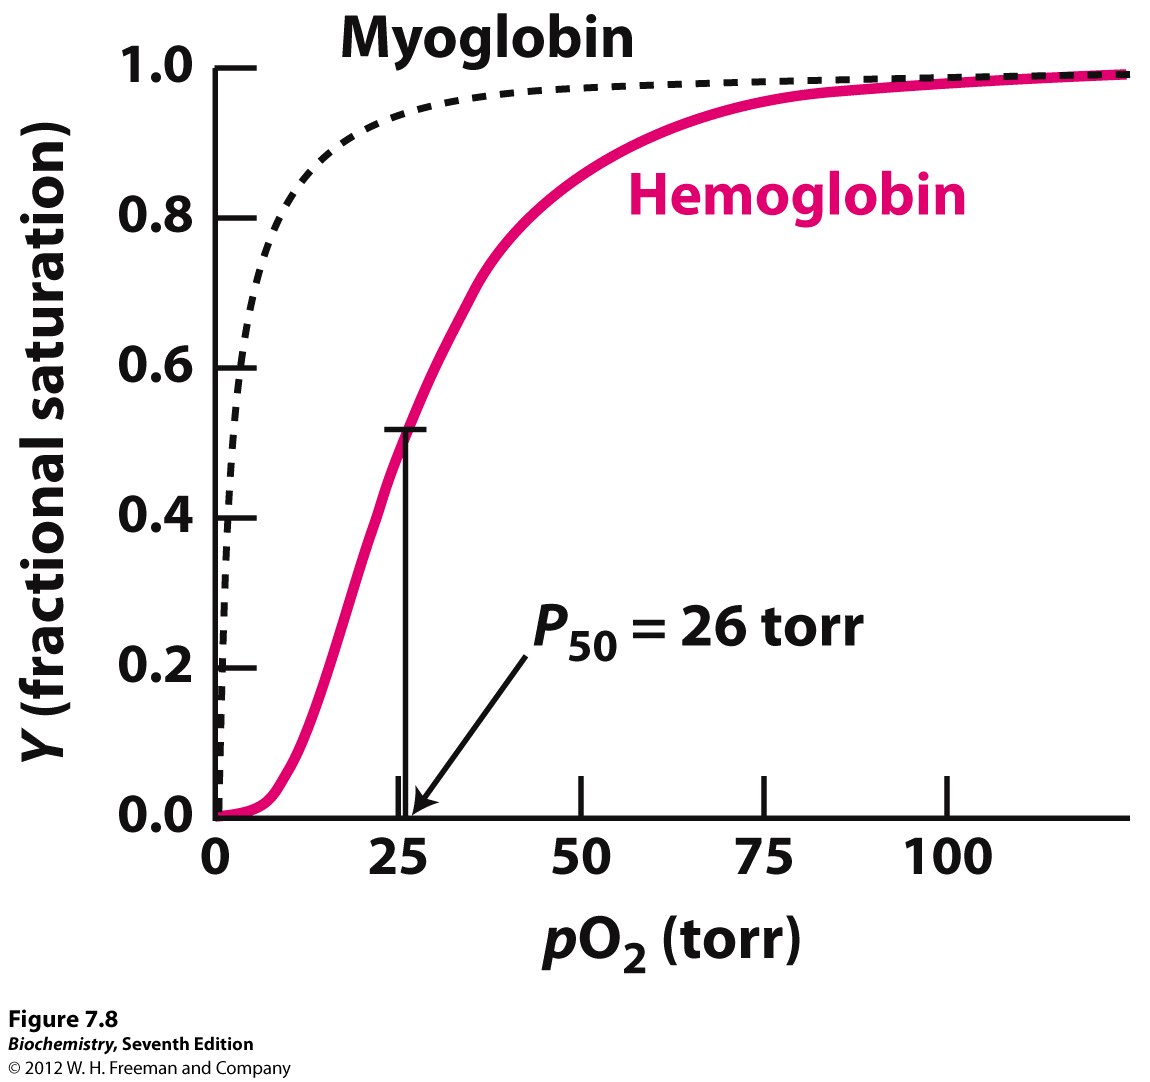 Myoglobin
1.0
0.8
Hemoglobin
0.6
0.4
P50 = 26 torr
0.2
0.0
0 25 50 75 100
Y (fractional saturation)
pO2 (torr)
Figure 7.8
Biochemistry, Seventh Edition
© 2012 W. H. Freeman and Company